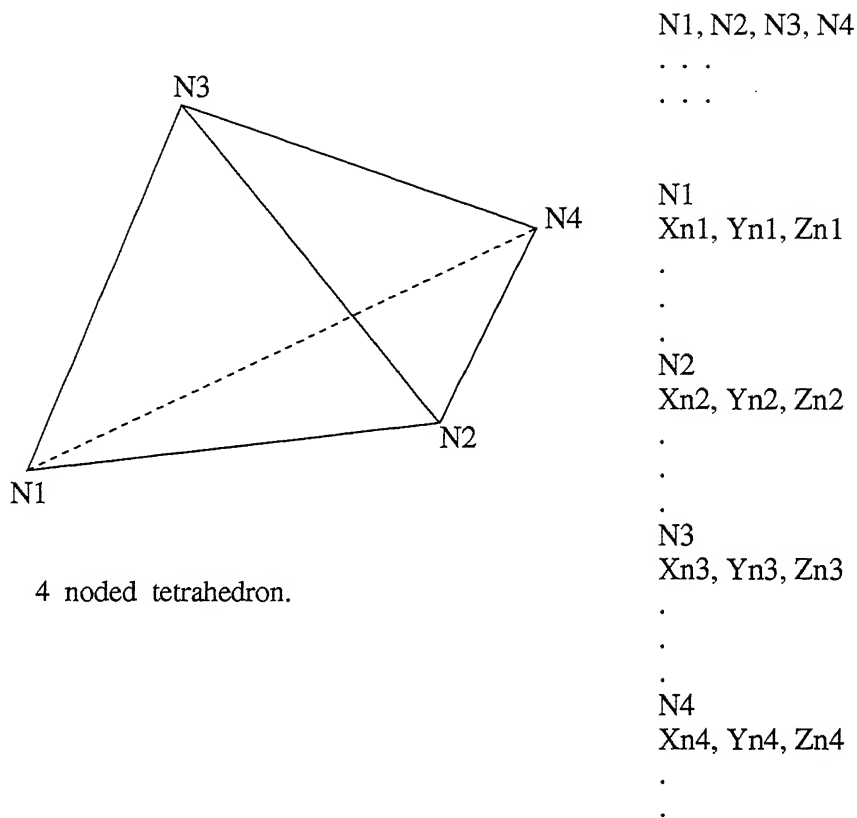 N3
N4
N2
N1
4 noded tetrahedron.
N1, N2, N3, N4
. . .
. . .
N1
Xn1, Yn1, Zn1
.
.
.
N2
Xn2, Yn2, Zn2
.
.
.
N3
Xn3, Yn3, Zn3
.
.
.
N4
Xn4, Yn4, Zn4
.
.